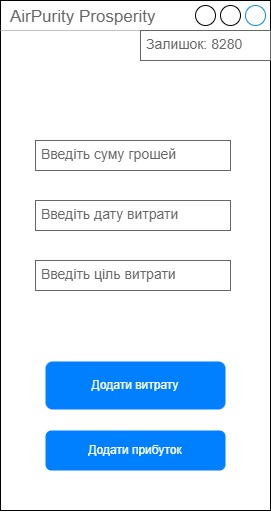 AirPurity Prosperity
Залишок: 8280
Введіть суму грошей
Введіть дату витрати
Введіть ціль витрати
Додати витрату
Додати прибуток